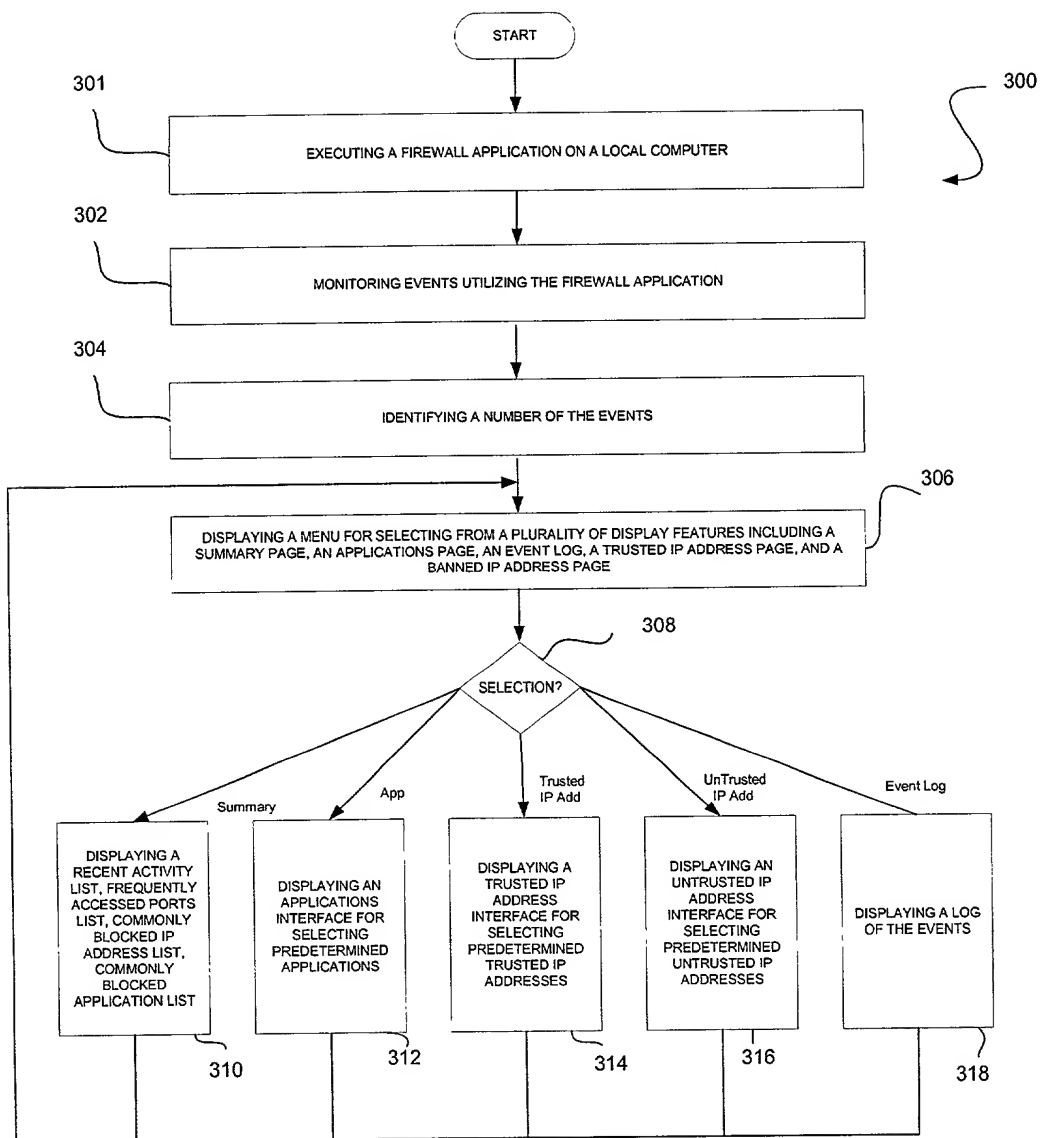 START
301
300
EXECUTING A FIREWALL APPLICATION ON A LOCAL COMPUTER
302
MONITORING EVENTS UTILIZING THE FIREWALL APPLICATION
304
IDENTIFYING A NUMBER OF THE EVENTS
306
DISPLAYING A MENU FOR SELECTING FROM A PLURALITY OF DISPLAY FEATURES INCLUDING A
SUMMARY PAGE, AN APPLICATIONS PAGE, AN EVENT LOG, A TRUSTED IP ADDRESS PAGE, AND A
BANNED IP ADDRESS PAGE
308
SELECTION?
Summary
App
Trusted
IP Add
UnTrusted
IP Add
Event Log
DISPLAYING A
RECENT ACTIVITY
LIST, FREQUENTLY
ACCESSED PORTS
LIST, COMMONLY
BLOCKED IP
ADDRESS LIST,
COMMONLY
BLOCKED
APPLICATION LIST
DISPLAYING AN
APPLICATIONS
INTERFACE FOR
SELECTING
PREDETERMINED
APPLICATIONS
DISPLAYING A
TRUSTED IP
ADDRESS
INTERFACE FOR
SELECTING
PREDETERMINED
TRUSTED IP
ADDRESSES
DISPLAYING AN
UNTRUSTED IP
ADDRESS
INTERFACE FOR
SELECTING
PREDETERMINED
UNTRUSTED IP
ADDRESSES
DISPLAYING A LOG
OF THE EVENTS
310
312
314
316
318